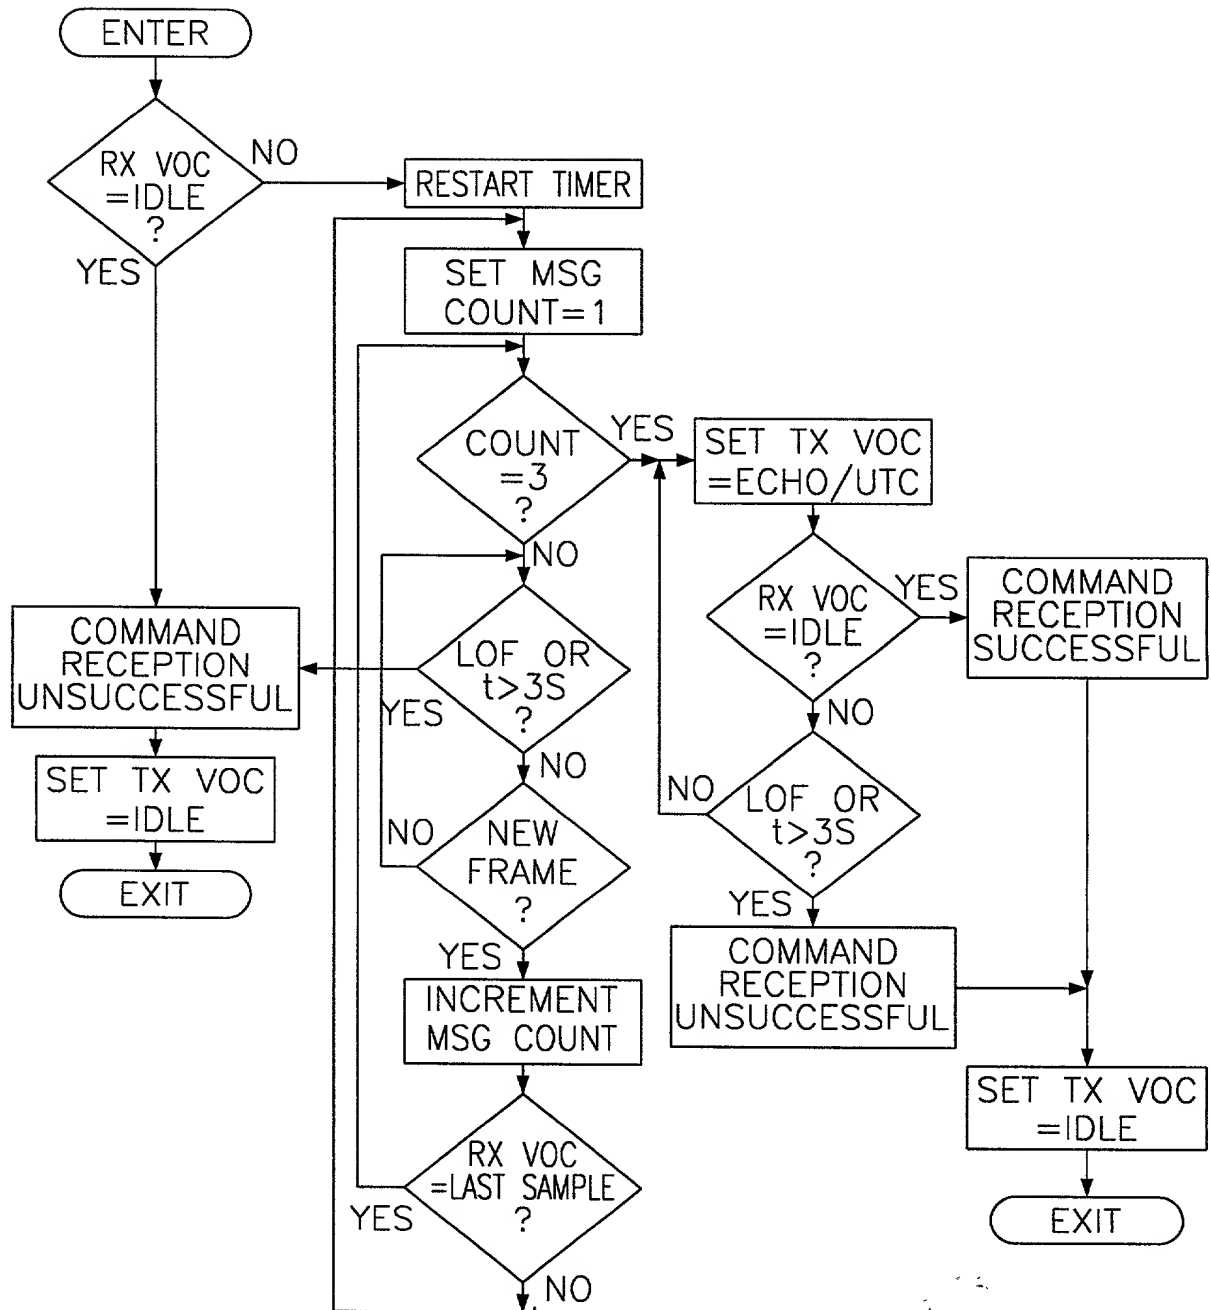 ENTER
RX VOC
=IDLE
?
NO
YES
RESTART TIMER
SET MSG
COUNT=1
COUNT
=3
?
YES
NO
SET TX VOC
=ECHO/UTC
RX VOC
=IDLE
?
YES
NO
COMMAND
RECEPTION
SUCCESSFUL
COMMAND
RECEPTION
UNSUCCESSFUL
SET TX VOC
=IDLE
EXIT
LOF OR
t>3S
?
YES
NO
NEW
FRAME
?
NO
YES
LOF OR
t>3S
?
NO
YES
COMMAND
RECEPTION
UNSUCCESSFUL
INCREMENT
MSG COUNT
RX VOC
=LAST SAMPLE
?
YES
NO
SET TX VOC
=IDLE
EXIT